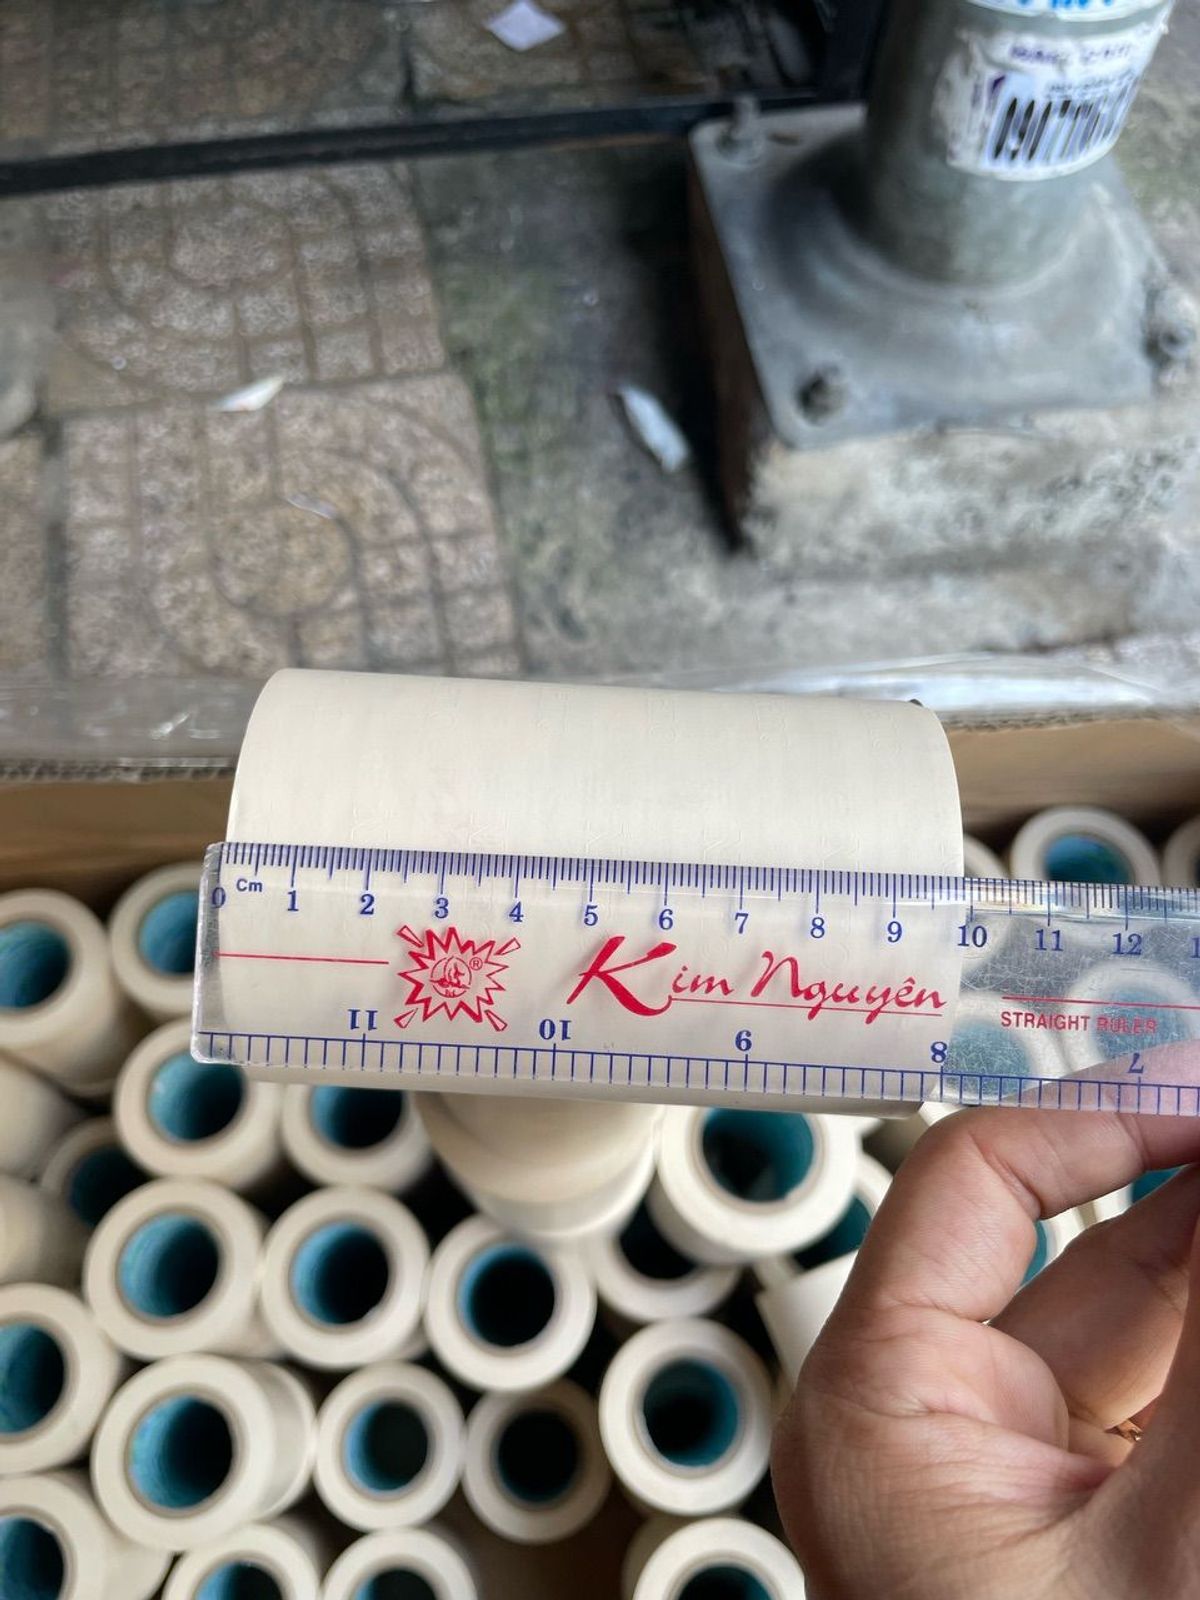 0 Cm 1 2 3 4 5 6 7 8 9 10 11 12
®
Kim Nguyên
STRAIGHT RULER
11 10 9 8 7